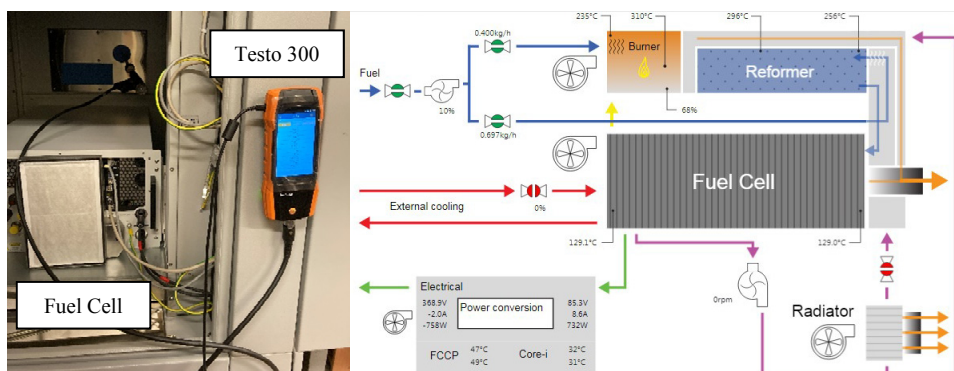 Testo 300
Fuel Cell
235°C
310°C
296°C
256°C
0.400kg/h
Burner
Fuel
Reformer
10%
68%
0.697kg/h
Fuel Cell
External cooling
0%
129.1°C
129.0°C
Electrical
368.9V
-2.0A
-758W
Power conversion
85.3V
8.6A
732W
0rpm
Radiator
FCCP
47°C
49°C
Core-i
32°C
31°C